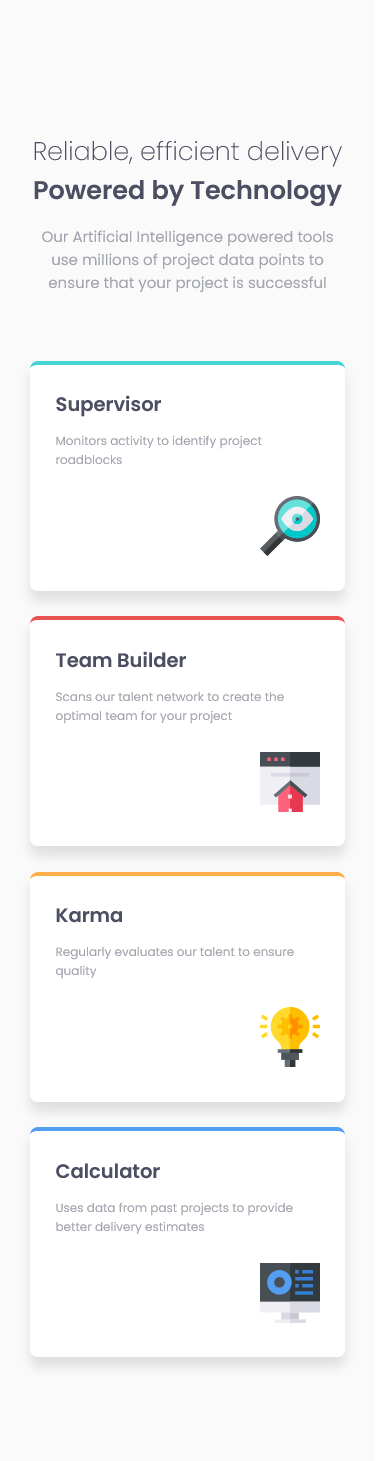 Reliable, efficient delivery
Powered by Technology
Our Artificial Intelligence powered tools
use millions of project data points to
ensure that your project is successful
Supervisor
Monitors activity to identify project
roadblocks
Team Builder
Scans our talent network to create the
optimal team for your project
Karma
Regularly evaluates our talent to ensure
quality
Calculator
Uses data from past projects to provide
better delivery estimates